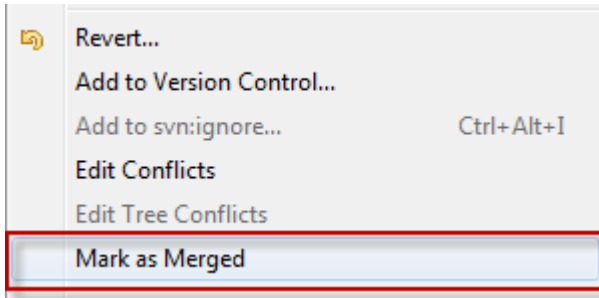 Revert...
Add to Version Control...
Add to svn:ignore... Ctrl+Alt+I
Edit Conflicts
Edit Tree Conflicts
Mark as Merged